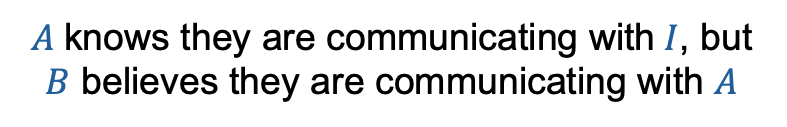 A knows they are communicating with I, but
B believes they are communicating with A